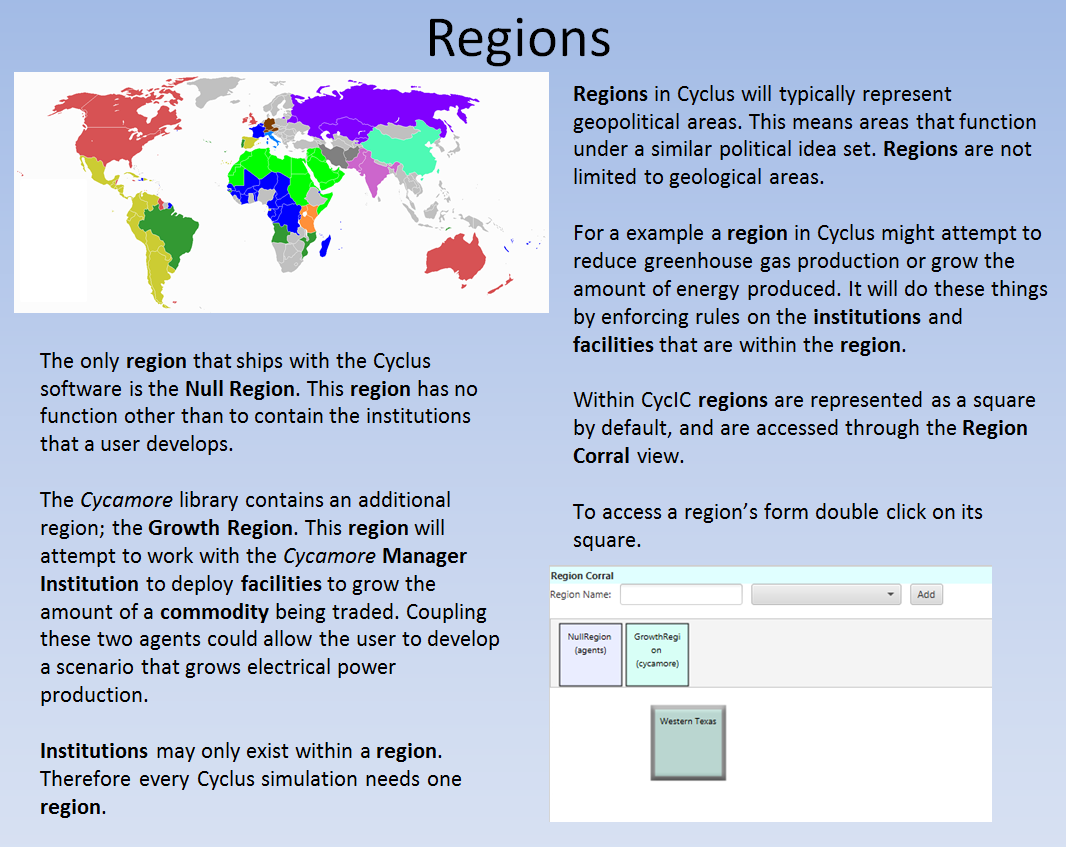 Regions
The only region that ships with the Cyclus
software is the Null Region. This region has no
function other than to contain the institutions
that a user develops.
The Cycamore library contains an additional
region; the Growth Region. This region will
attempt to work with the Cycamore Manager
Institution to deploy facilities to grow the
amount of a commodity being traded. Coupling
these two agents could allow the user to develop
a scenario that grows electrical power
production.
Institutions may only exist within a region.
Therefore every Cyclus simulation needs one
region.
Regions in Cyclus will typically represent
geopolitical areas. This means areas that function
under a similar political idea set. Regions are not
limited to geological areas.
For a example a region in Cyclus might attempt to
reduce greenhouse gas production or grow the
amount of energy produced. It will do these things
by enforcing rules on the institutions and
facilities that are within the region.
Within CycIC regions are represented as a square
by default, and are accessed through the Region
Corral view.
To access a region's form double click on its
square.
Region Corral
Region Name: Add
NullRegion
(agents)
GrowthRegi
on
(cycamore)
Western Texas